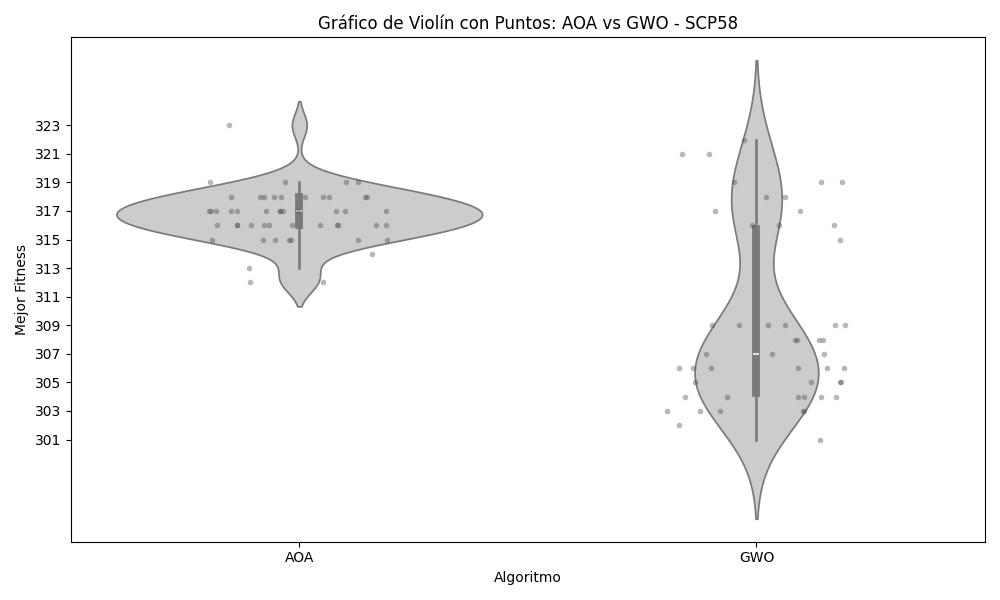 Gráfico de Violín con Puntos: AOA vs GWO - SCP58
Mejor Fitness
323
321
319
317
315
313
311
309
307
305
303
301
AOA
GWO
Algoritmo